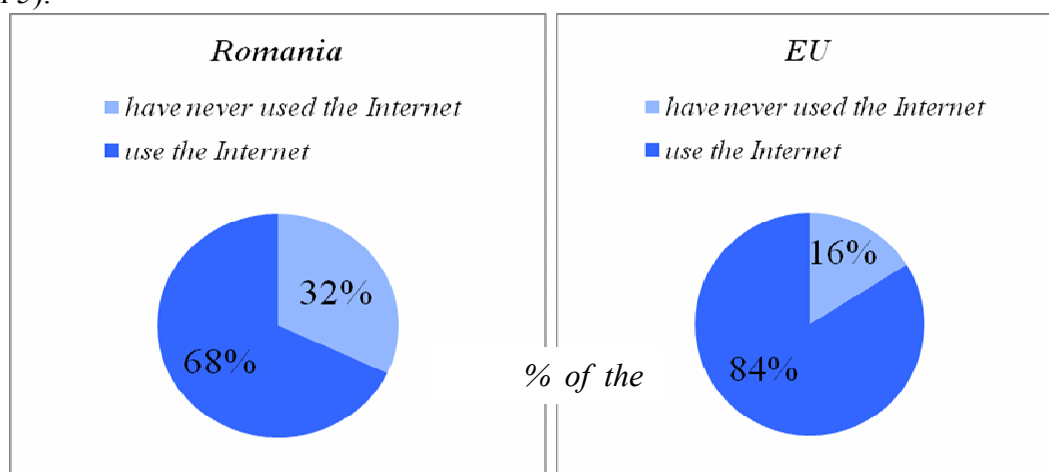 Romania
have never used the Internet
use the Internet
32%
68%
EU
have never used the Internet
use the Internet
16%
84%
% of the